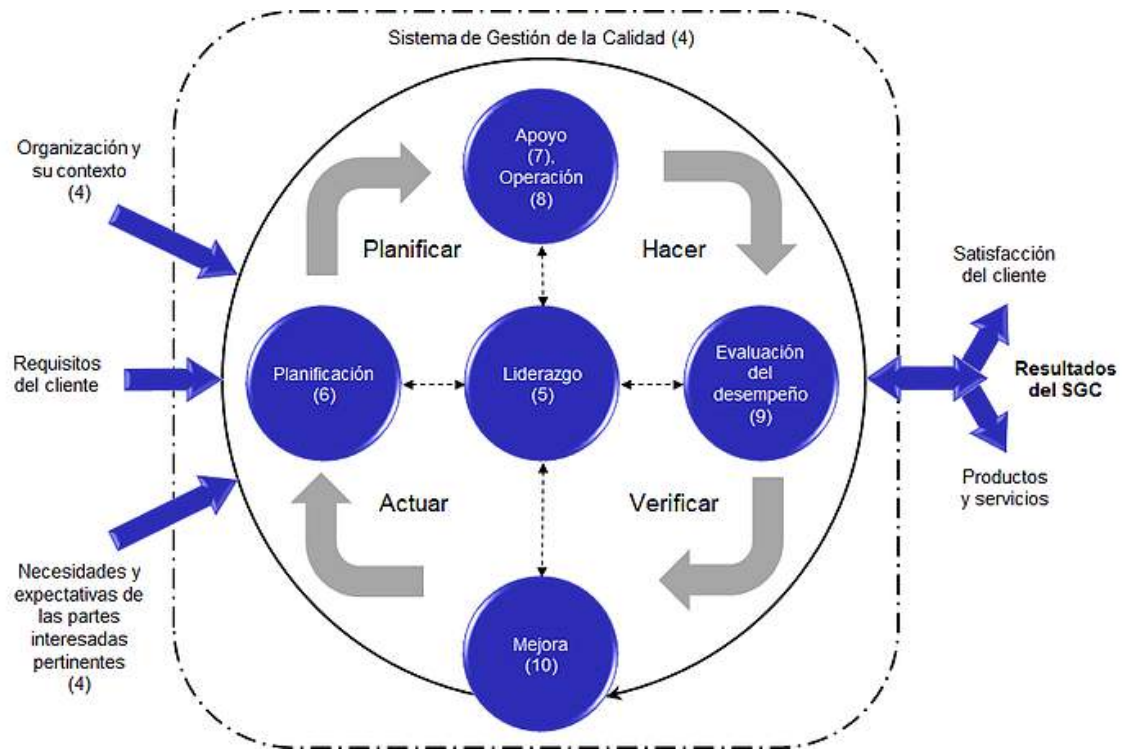 Sistema de Gestión de la Calidad (4)
Organización y
su contexto
(4)
Apoyo
(7),
Operación
(8)
Planificar
Hacer
Satisfacción
del cliente
Requisitos
del cliente
Planificación
(6)
Liderazgo
(5)
Evaluación
del
desempeño
(9)
Resultados
del SGC
Actuar
Verificar
Productos
y servicios
Necesidades y
expectativas de
las partes
interesadas
pertinentes
(4)
Mejora
(10)